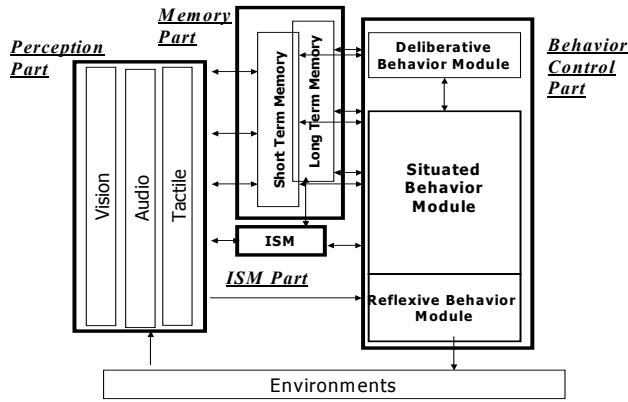 Perception
Part
Memory
Part
Behavior
Control
Part
Vision
Audio
Tactile
Short Term Memory
Long Term Memory
ISM
ISM Part
Deliberative
Behavior Module
Situated
Behavior
Module
Reflexive Behavior
Module
Environments